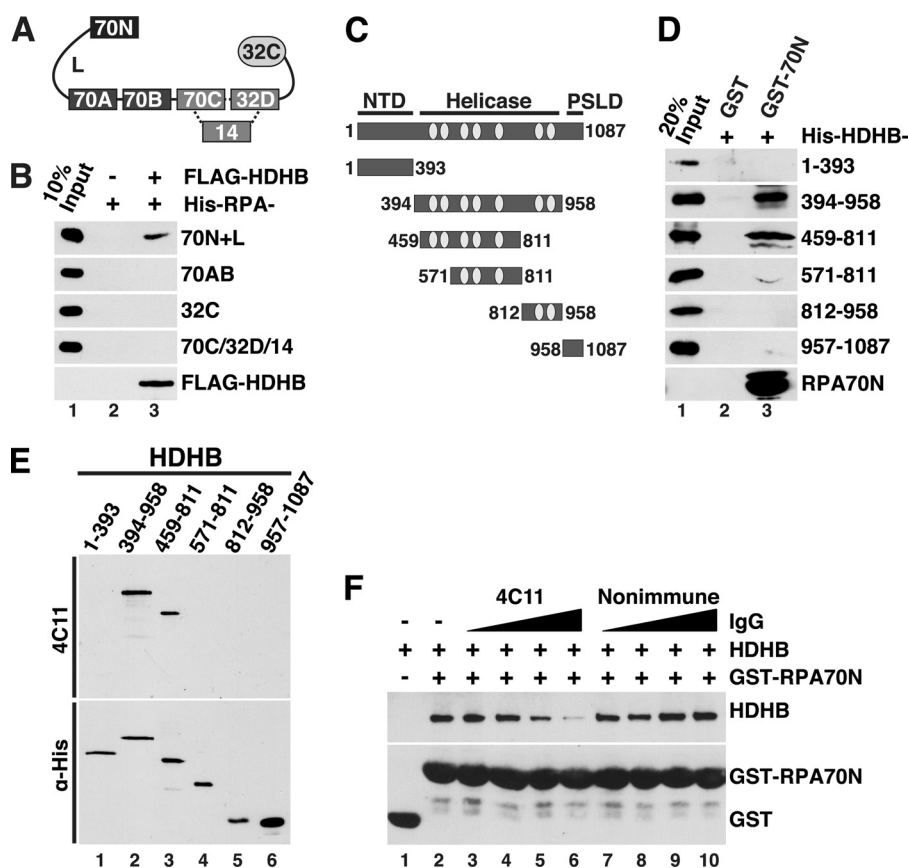 A
70N
L
32C
70A 70B 70C 32D
14
B
10% Input
- + FLAG-HDHB
+ + His-RPA-
70N+L
70AB
32C
70C/32D/14
FLAG-HDHB
1 2 3
C
NTD Helicase PSLD
1 1087
1 393
394 958
459 811
571 811
812 958
958 1087
D
20% Input
GST
GST-70N
+ + His-HDHB-
1-393
394-958
459-811
571-811
812-958
957-1087
RPA70N
1 2 3
E
HDHB
1-393
394-958
459-811
571-811
812-958
957-1087
4C11
α-His
1 2 3 4 5 6
F
4C11 Nonimmune
- - IgG
+ + + + + + + + + + HDHB
- + + + + + + + + + GST-RPA70N
HDHB
GST-RPA70N
GST
1 2 3 4 5 6 7 8 9 10